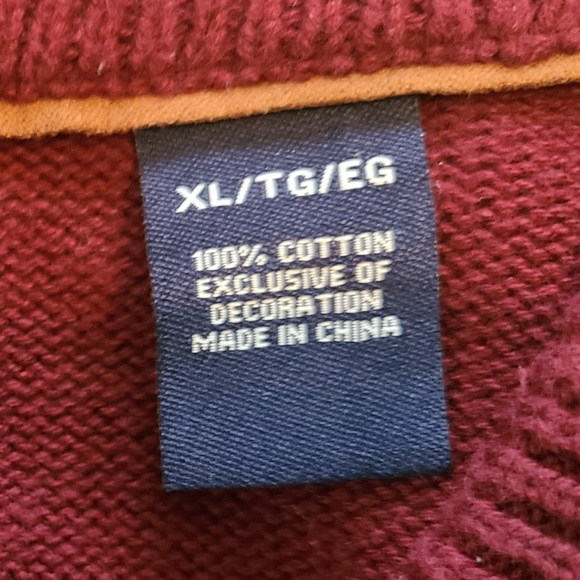 XL/TG/EG
100% COTTON
EXCLUSIVE OF
DECORATION
MADE IN CHINA